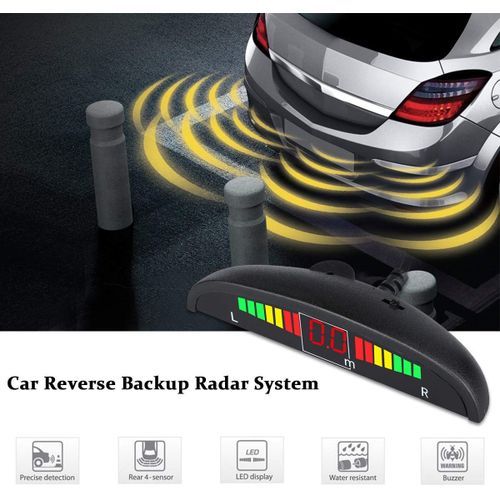 L
0.0
m
R
Car Reverse Backup Radar System
LED
WARNING
Precise detection
Rear 4-sensor
LED display
Water resistant
Buzzer